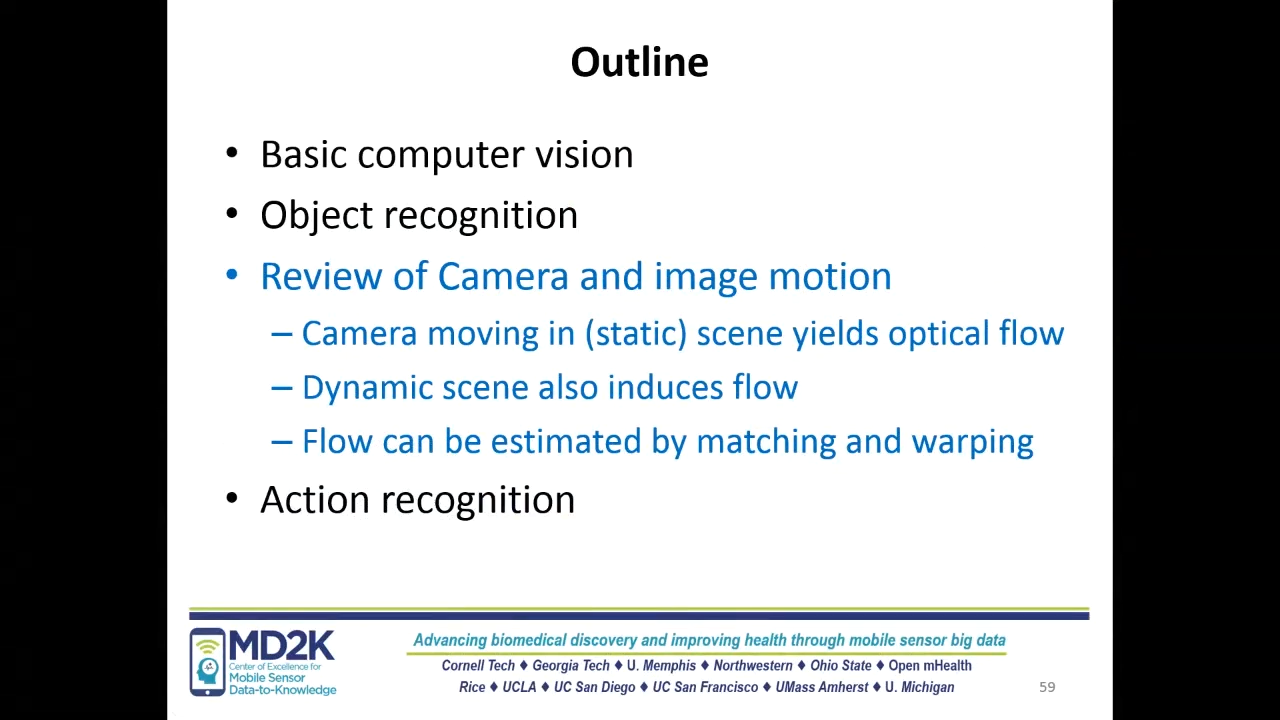 Outline
• Basic computer vision
• Object recognition
• Review of Camera and image motion
– Camera moving in (static) scene yields optical flow
– Dynamic scene also induces flow
– Flow can be estimated by matching and warping
• Action recognition
MD2K
Center of Excellence for
Mobile Sensor
Data-to-Knowledge
Advancing biomedical discovery and improving health through mobile sensor big data
Cornell Tech ♦ Georgia Tech ♦ U. Memphis ♦ Northwestern ♦ Ohio State ♦ Open mHealth
Rice ♦ UCLA ♦ UC San Diego ♦ UC San Francisco ♦ UMass Amherst ♦ U. Michigan
59